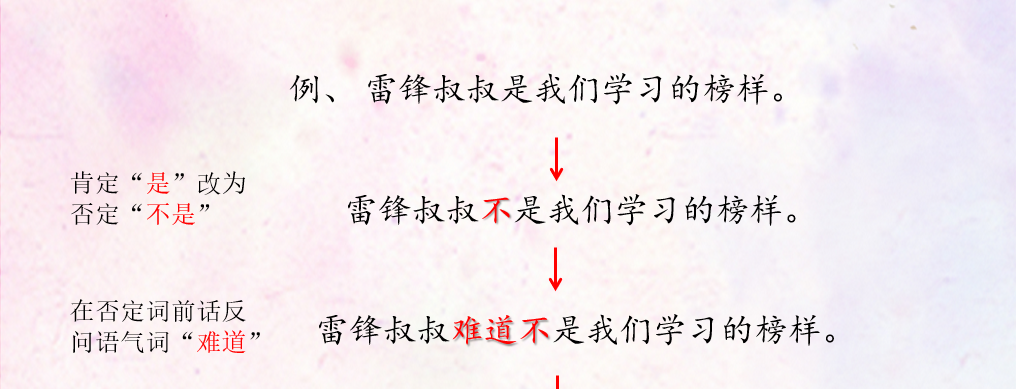 例、 雷锋叔叔是我们学习的榜样。
肯定“是”改为
否定“不是”
雷锋叔叔不是我们学习的榜样。
在否定词前话反
问语气词“难道”
雷锋叔叔难道不是我们学习的榜样。